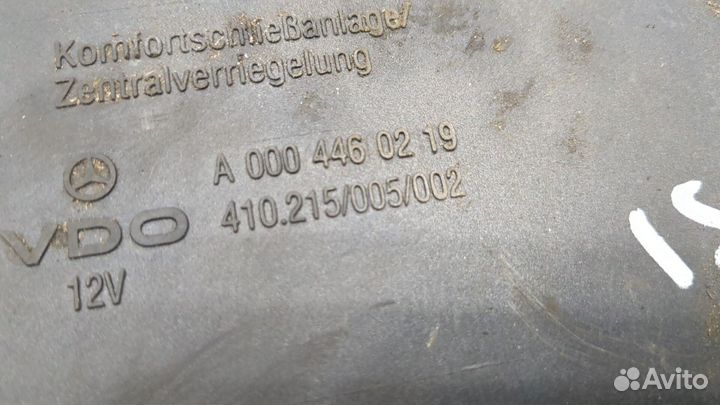 Komfortschließanlage/
Zentralverriegelung
A 000 446 02 19
VDO 410.215/005/002
12V
Avito